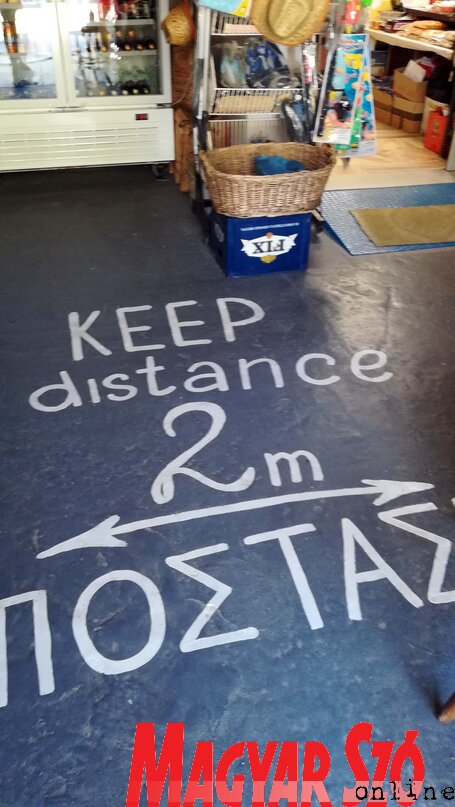 FIX
KEEP
distance
2m
ΠΟΣΤΑΣ
MAGYAR SZÓ
online